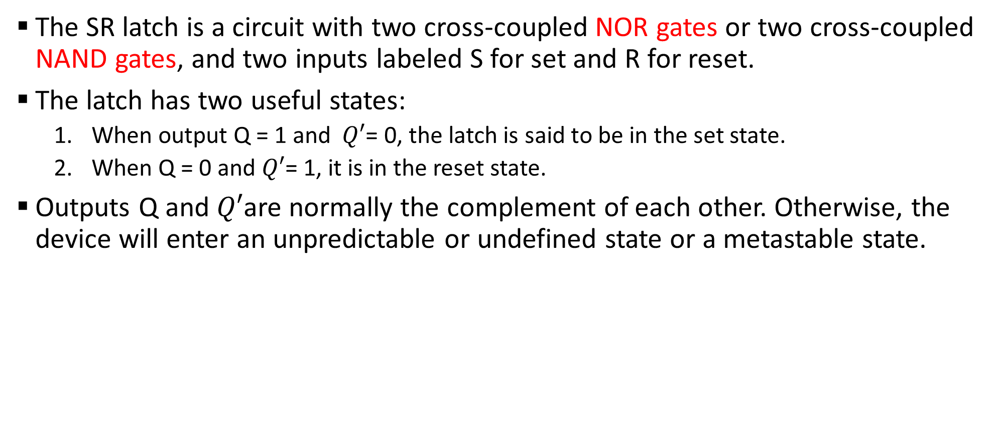 ▪ The SR latch is a circuit with two cross-coupled NOR gates or two cross-coupled
NAND gates, and two inputs labeled S for set and R for reset.
▪ The latch has two useful states:
1. When output Q = 1 and 𝑄′= 0, the latch is said to be in the set state.
2. When Q = 0 and 𝑄′= 1, it is in the reset state.
▪ Outputs Q and 𝑄′are normally the complement of each other. Otherwise, the
device will enter an unpredictable or undefined state or a metastable state.